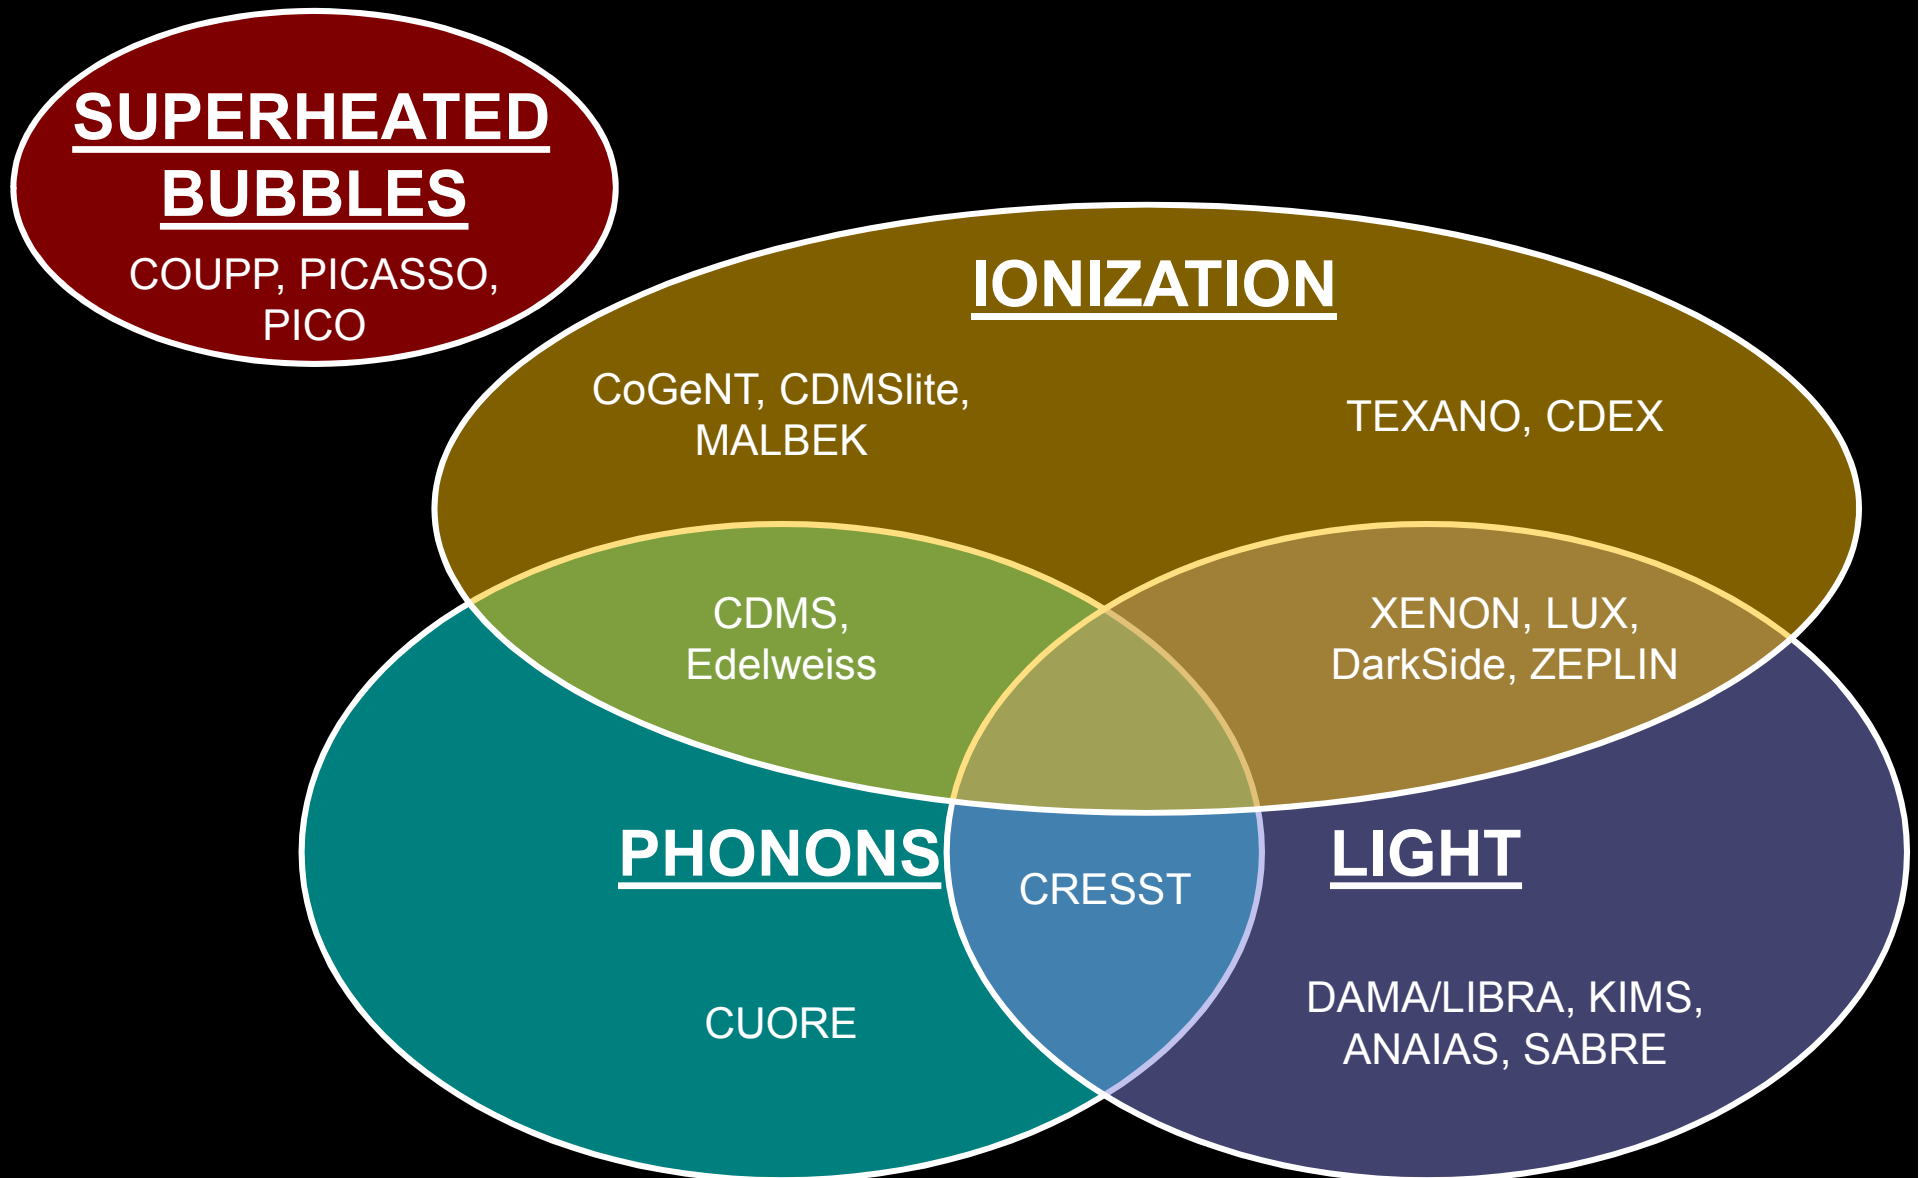 SUPERHEATED
BUBBLES
COUPP, PICASSO,
PICO
IONIZATION
CoGeNT, CDMSlite,
MALBEK
TEXANO, CDEX
CDMS,
Edelweiss
XENON, LUX,
DarkSide, ZEPLIN
PHONONS
CRESST
LIGHT
CUORE
DAMA/LIBRA, KIMS,
ANAIAS, SABRE